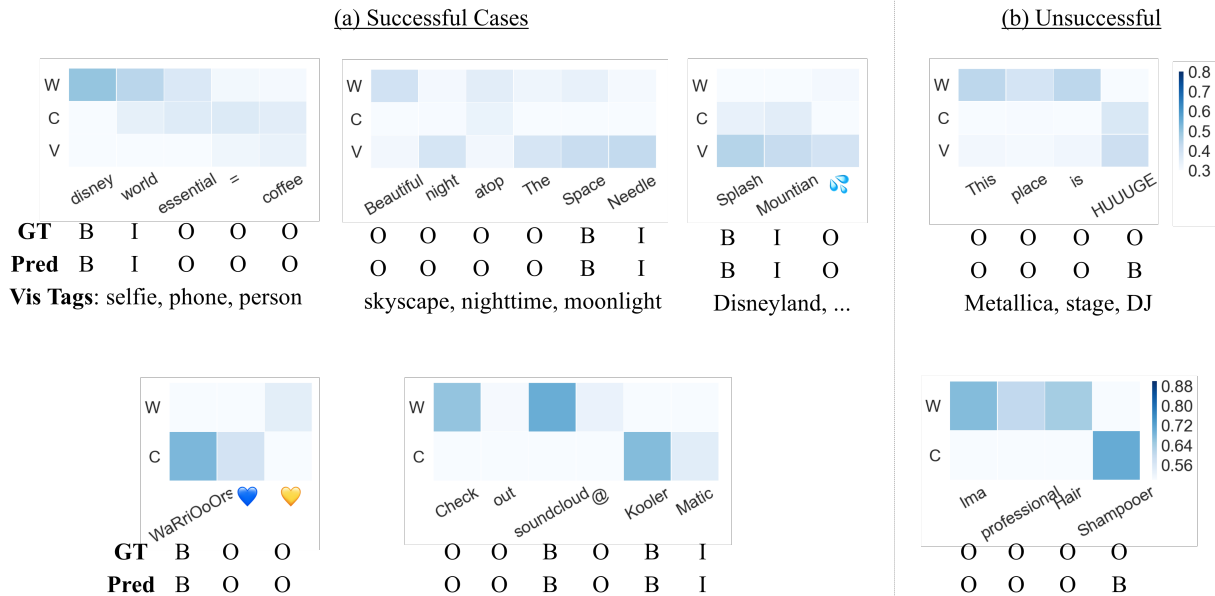 (a) Successful Cases
(b) Unsuccessful
W
C
V
disney world essential = coffee
GT B I O O O
Pred B I O O O
Vis Tags: selfie, phone, person
W
C
V
Beautiful night atop The Space Needle
O O O O B I
O O O O B I
skyscape, nighttime, moonlight
W
C
V
Splash Mountian 💦
B I O
B I O
Disneyland, ...
W
C
V
This place is HUUUGE
O O O O
O O O B
Metallica, stage, DJ
0.8
0.7
0.6
0.5
0.4
0.3
W
C
WaRriOoOrs 💙 💛
GT B O O
Pred B O O
W
C
Check out soundcloud @ Kooler Matic
O O B O B I
O O B O B I
W
C
Ima professional Hair Shampooer
O O O O
O O O B
0.88
0.80
0.72
0.64
0.56